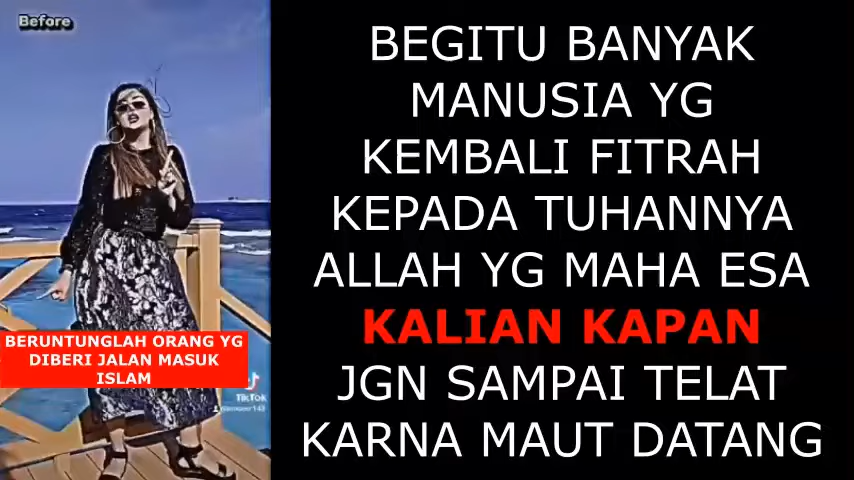 Before
BERUNTUNGLAH ORANG YG
DIBERI JALAN MASUK
ISLAM
TikTok
BEGITU BANYAK
MANUSIA YG
KEMBALI FITRAH
KEPADA TUHANNYA
ALLAH YG MAHA ESA
KALIAN KAPAN
JGN SAMPAI TELAT
KARNA MAUT DATANG